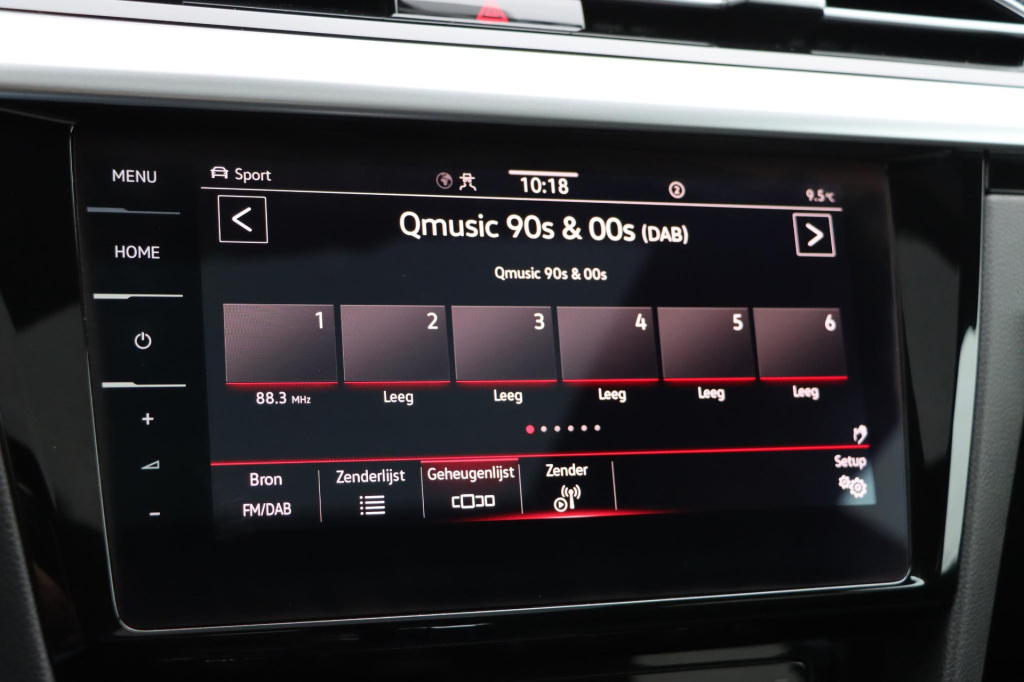 MENU
HOME
+
-
Sport
10:18
2
9.5°C
<
Qmusic 90s & 00s (DAB)
>
Qmusic 90s & 00s
1
2
3
4
5
6
88.3 MHz
Leeg
Leeg
Leeg
Leeg
Leeg
Bron
FM/DAB
Zenderlijst
Geheugenlijst
Zender
Setup